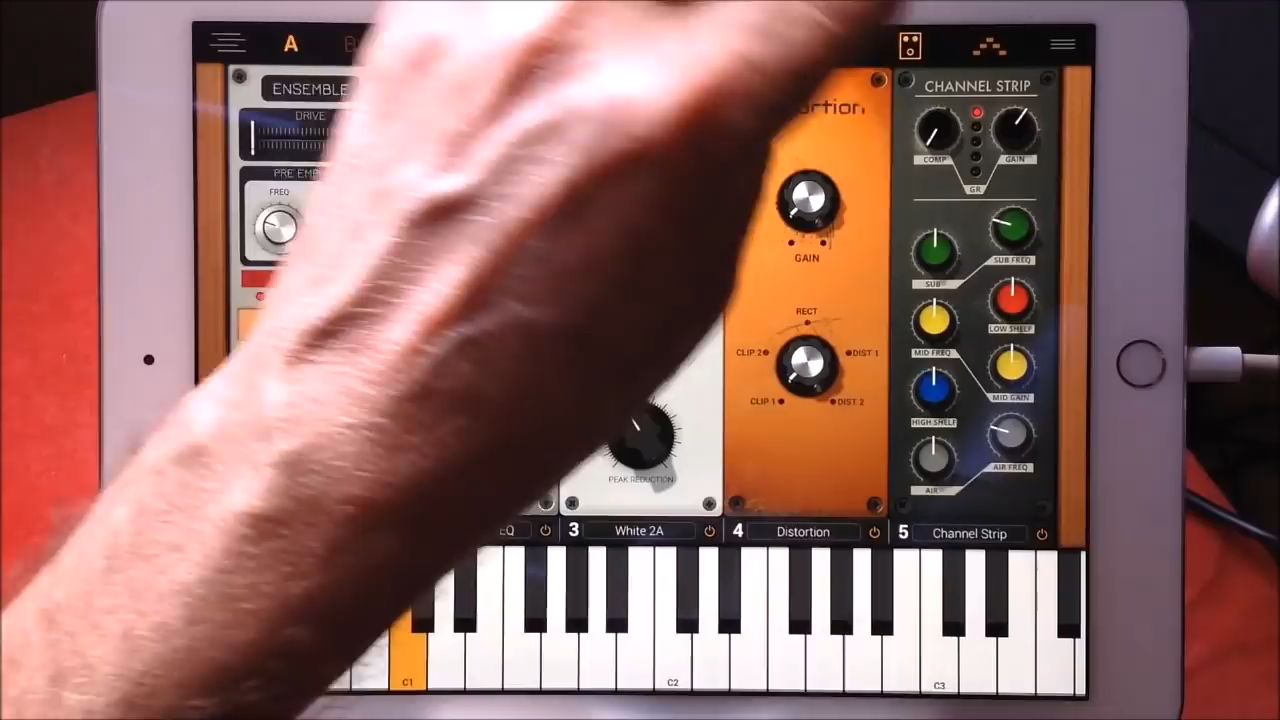 A
ENSEMBLE
DRIVE
FREQ
GAIN
RECT
CLIP 2
DIST 1
CLIP 1
DIST 2
PEAK REDUCTION
CHANNEL STRIP
COMP
GAIN
GR
SUB FREQ
SUB
LOW SHELF
MID FREQ
MID GAIN
HIGH SHELF
AIR FREQ
AIR
EQ
3 White 2A
4 Distortion
5 Channel Strip
C1
C2
C3